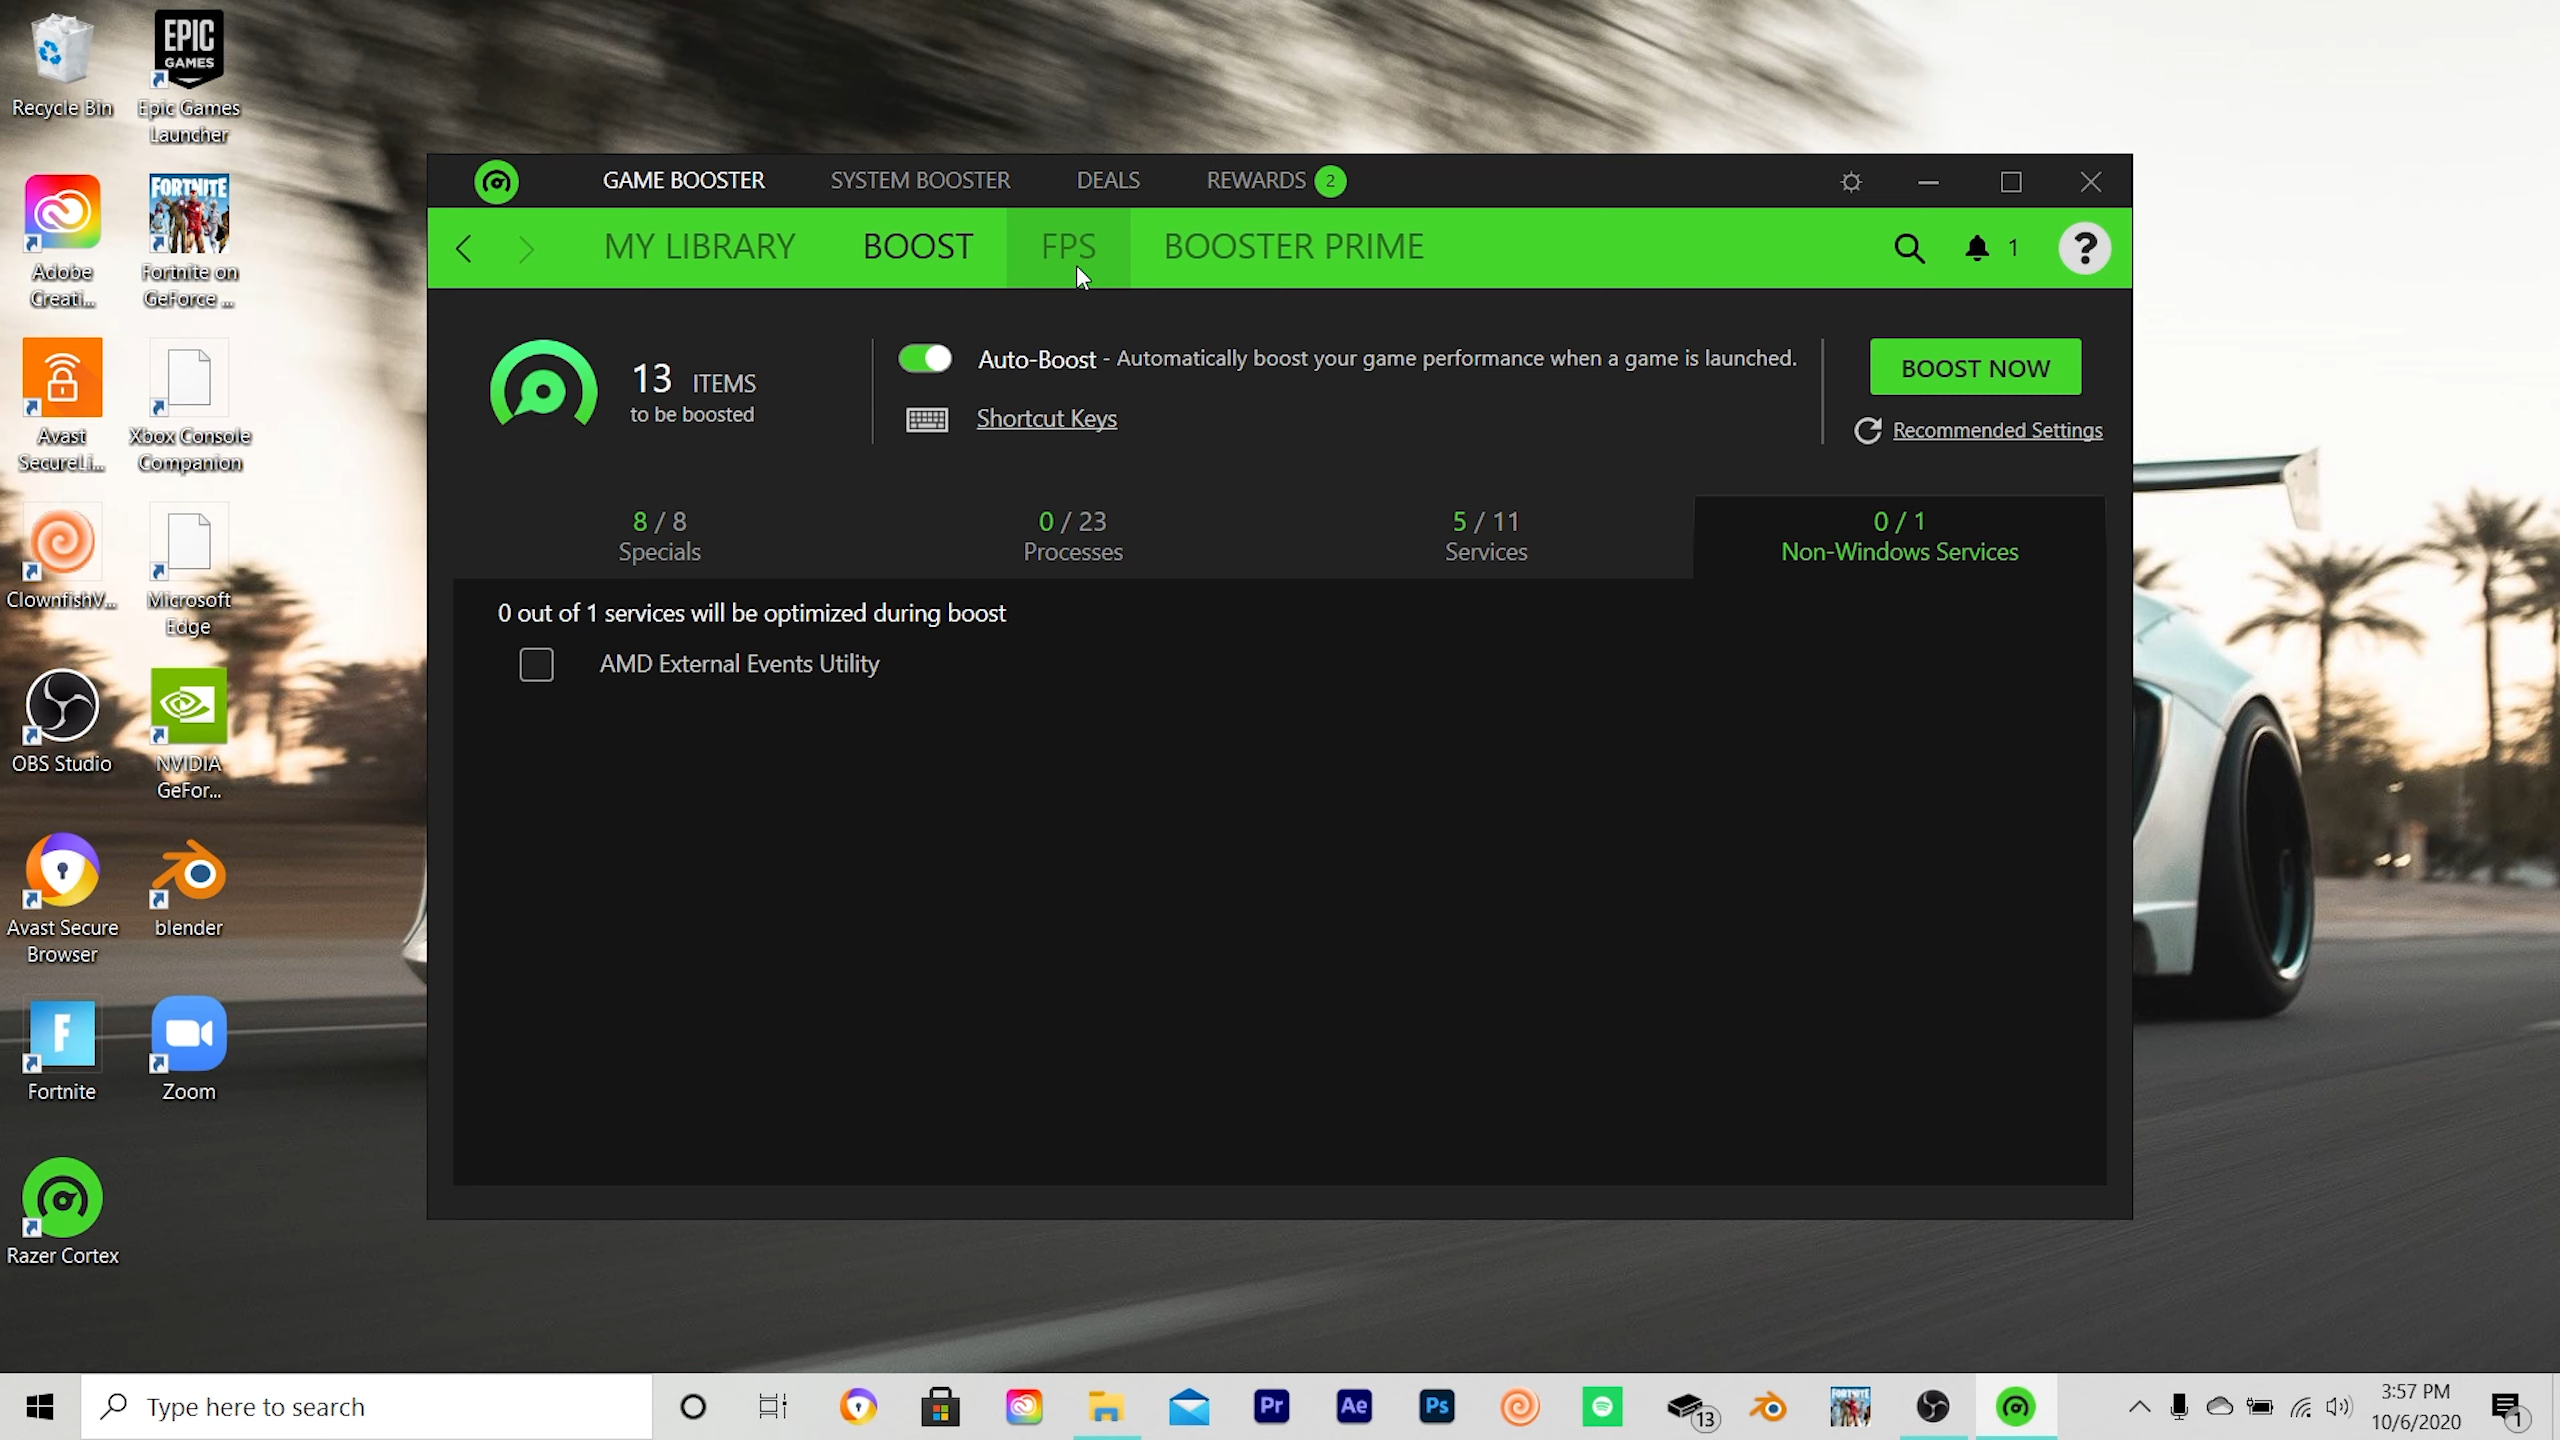 Recycle Bin
EPIC
GAMES
Epic Games
Launcher
Adobe
Creati...
FORTNITE
Fortnite on
GeForce ...
Avast
SecureLi...
Xbox Console
Companion
ClownfishV...
Microsoft
Edge
OBS Studio
NVIDIA
GeFor...
Avast Secure
Browser
blender
F
Fortnite
Zoom
Razer Cortex
GAME BOOSTER SYSTEM BOOSTER DEALS REWARDS 2
MY LIBRARY BOOST FPS BOOSTER PRIME 1 ?
13 ITEMS
to be boosted
Auto-Boost - Automatically boost your game performance when a game is launched.
Shortcut Keys
BOOST NOW
Recommended Settings
8 / 8
Specials
0 / 23
Processes
5 / 11
Services
0 / 1
Non-Windows Services
0 out of 1 services will be optimized during boost
AMD External Events Utility
Type here to search
Pr
Ae
Ps
13
FORTNITE
3:57 PM
10/6/2020
1